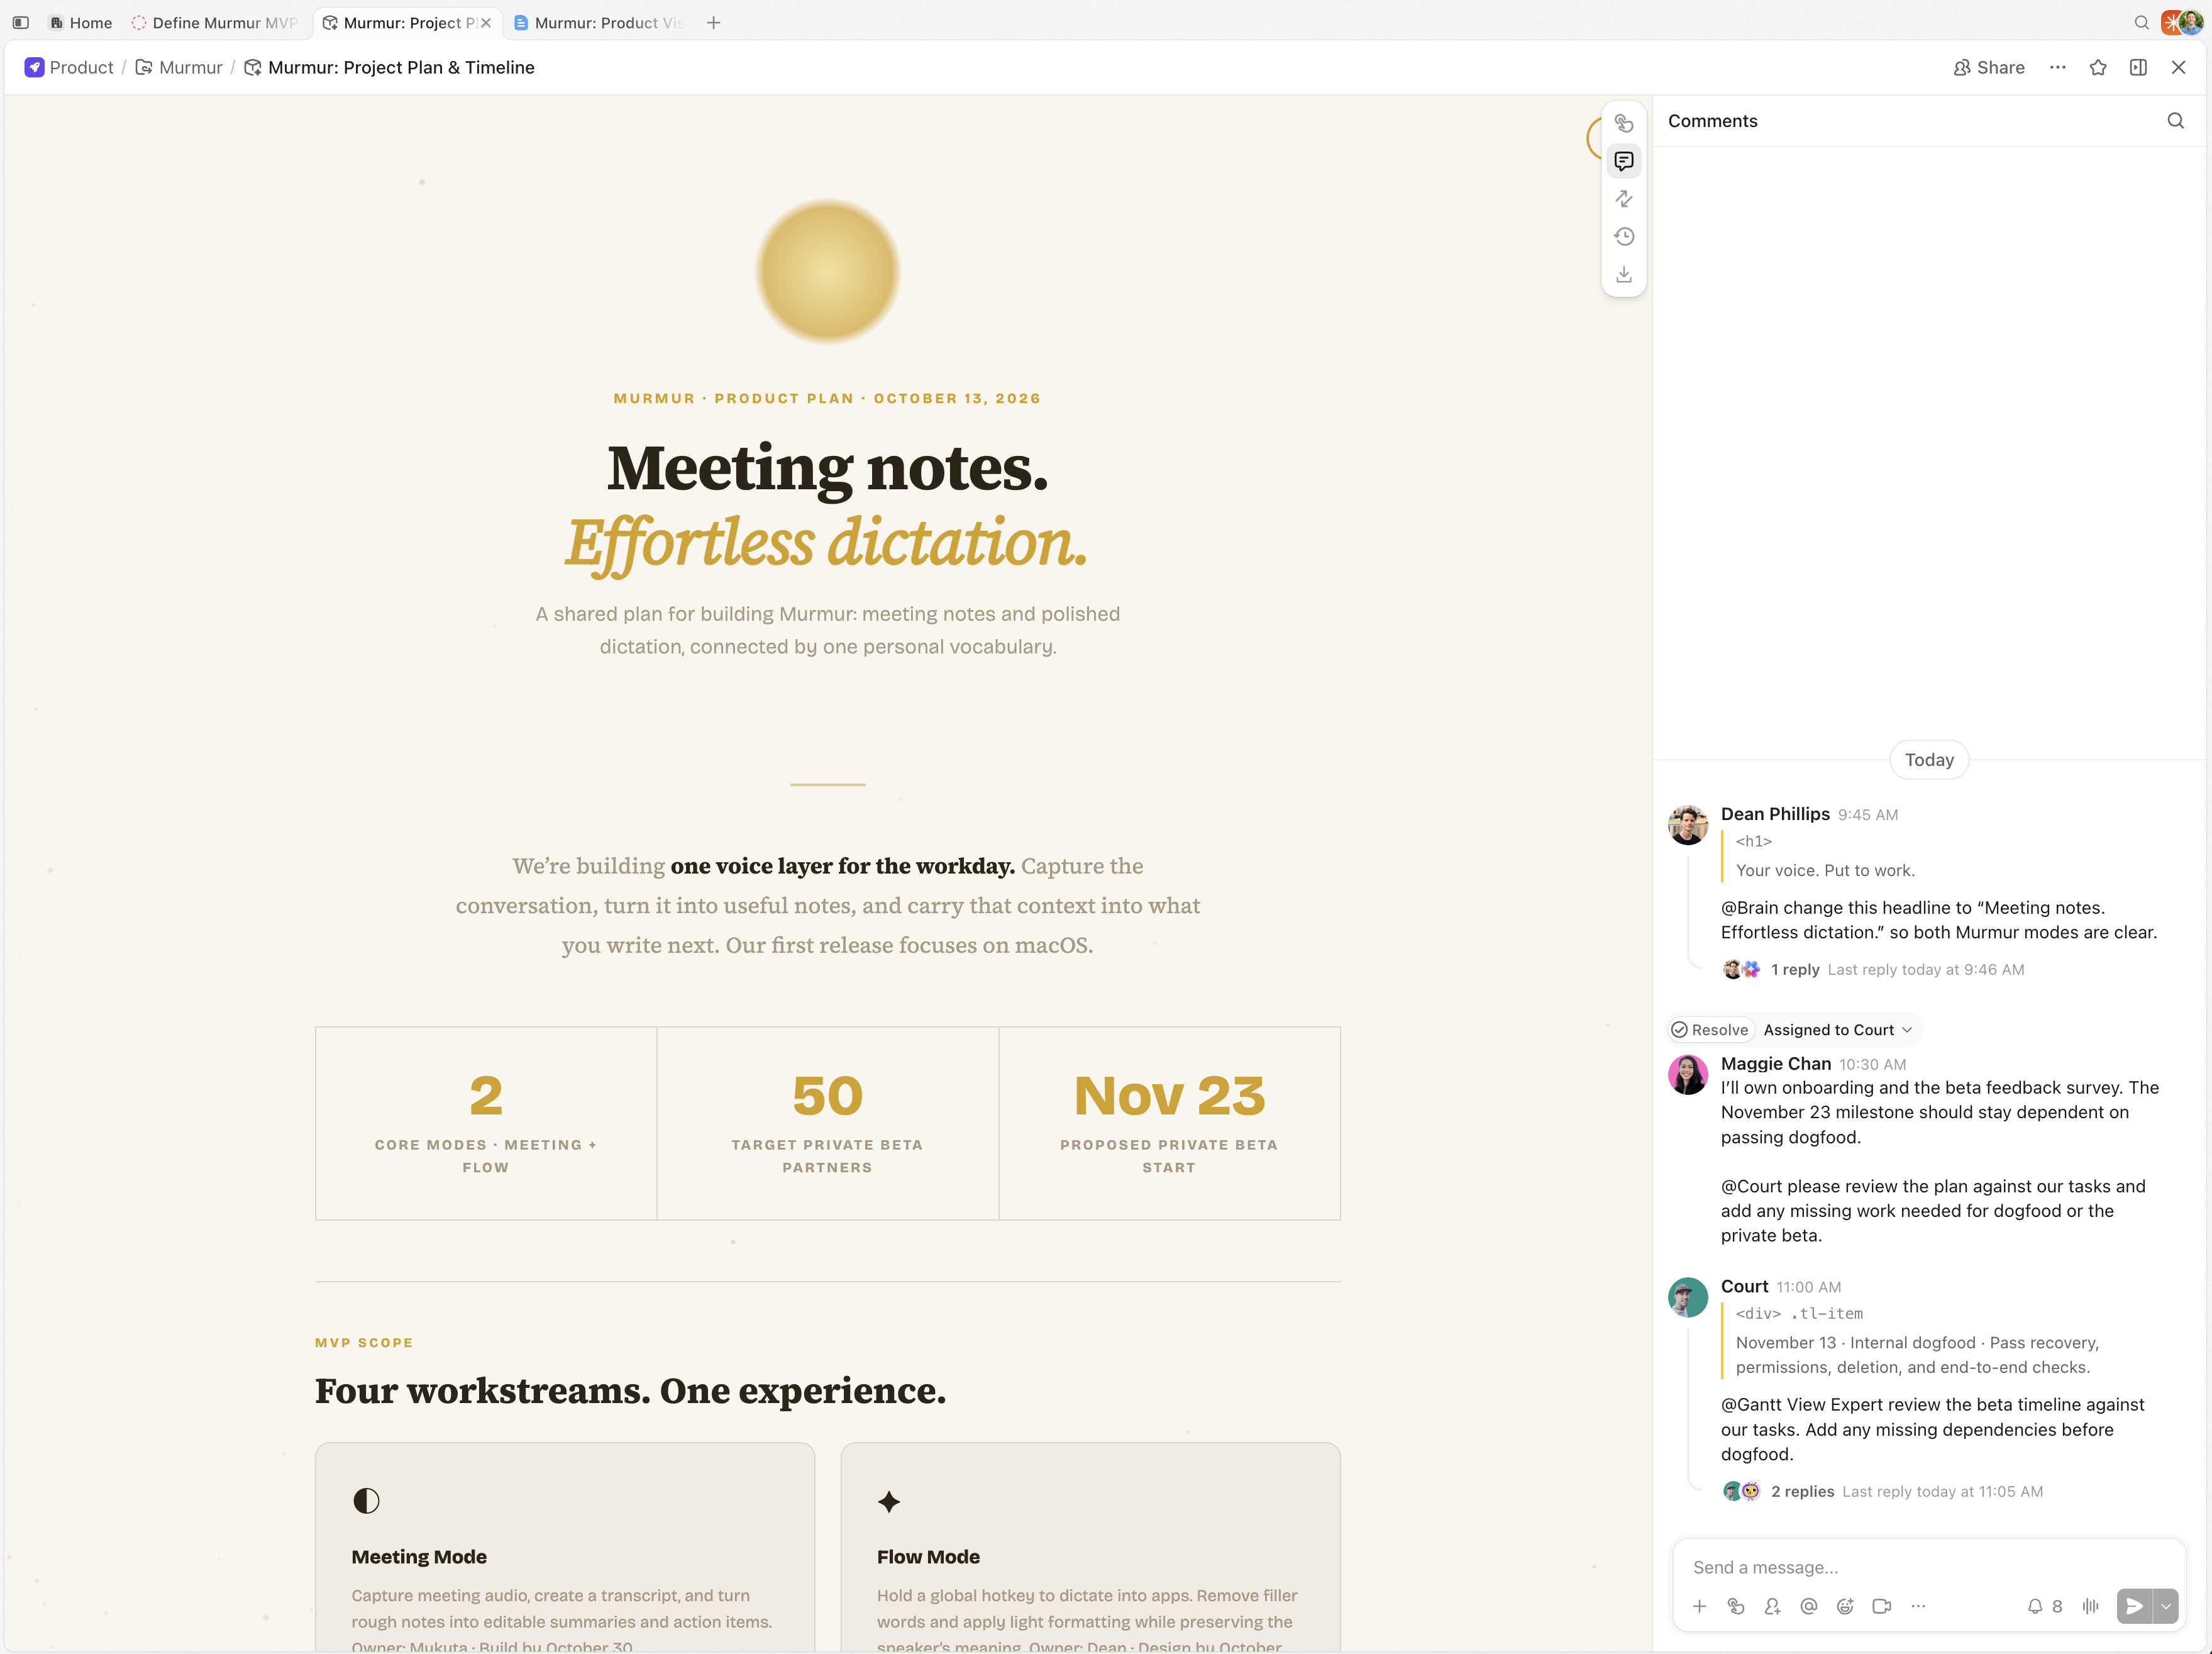 Home
Define Murmur MVP
Murmur: Project P
Murmur: Product Vis
Product / Murmur / Murmur: Project Plan & Timeline
Share
MURMUR · PRODUCT PLAN · OCTOBER 13, 2026
Meeting notes.
Effortless dictation.
A shared plan for building Murmur: meeting notes and polished
dictation, connected by one personal vocabulary.
We’re building one voice layer for the workday. Capture the
conversation, turn it into useful notes, and carry that context into what
you write next. Our first release focuses on macOS.
2
CORE MODES · MEETING +
FLOW
50
TARGET PRIVATE BETA
PARTNERS
Nov 23
PROPOSED PRIVATE BETA
START
MVP SCOPE
Four workstreams. One experience.
Meeting Mode
Capture meeting audio, create a transcript, and turn
rough notes into editable summaries and action items.
Owner: Mukuta · Build by October 30
Flow Mode
Hold a global hotkey to dictate into apps. Remove filler
words and apply light formatting while preserving the
speaker’s meaning. Owner: Dean · Design by October
Comments
Today
Dean Phillips 9:45 AM
<h1>
Your voice. Put to work.
@Brain change this headline to “Meeting notes.
Effortless dictation.” so both Murmur modes are clear.
1 reply Last reply today at 9:46 AM
Resolve Assigned to Court
Maggie Chan 10:30 AM
I’ll own onboarding and the beta feedback survey. The
November 23 milestone should stay dependent on
passing dogfood.
@Court please review the plan against our tasks and
add any missing work needed for dogfood or the
private beta.
Court 11:00 AM
<div> .tl-item
November 13 · Internal dogfood · Pass recovery,
permissions, deletion, and end-to-end checks.
@Gantt View Expert review the beta timeline against
our tasks. Add any missing dependencies before
dogfood.
2 replies Last reply today at 11:05 AM
Send a message...
8